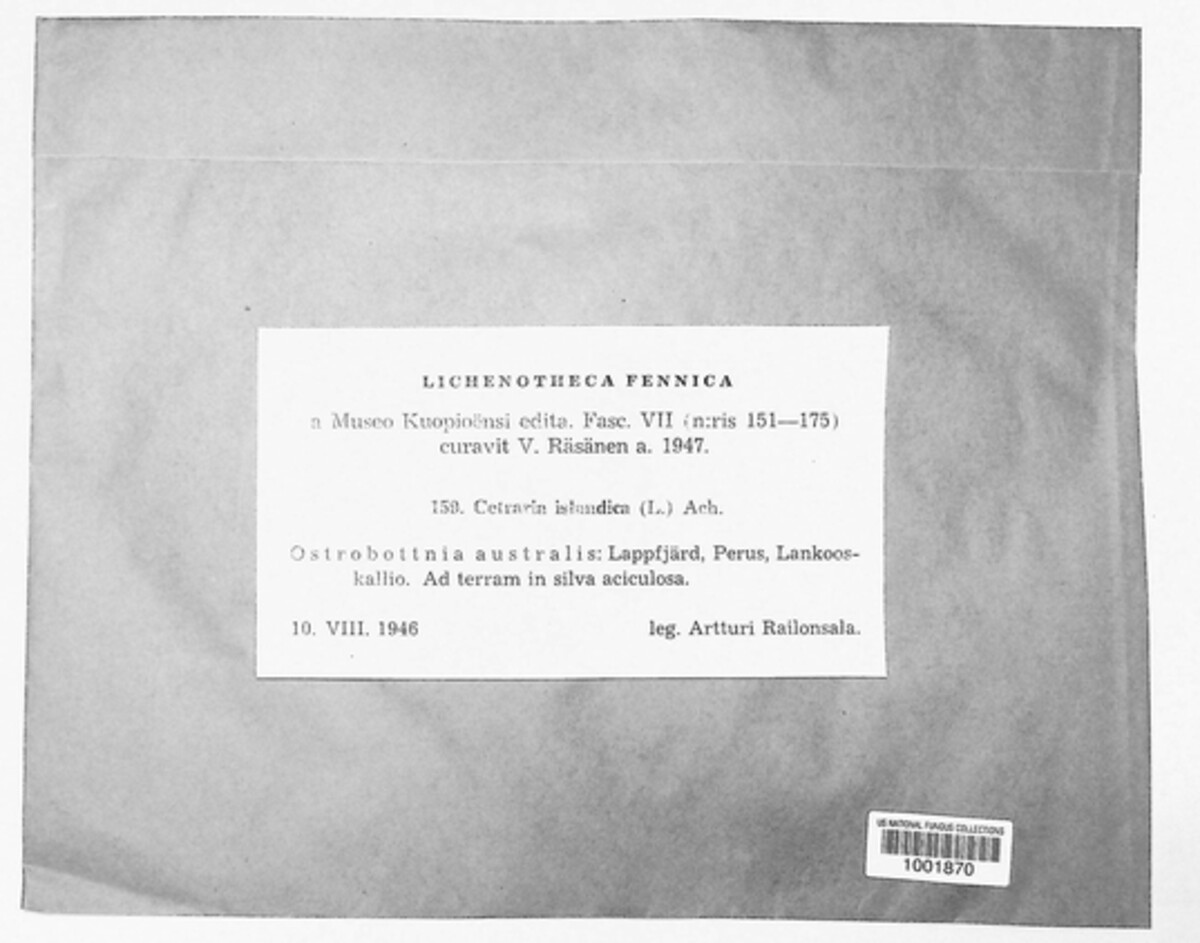 LICHENOTHECA FENNICA
a Museo Kuopioënsi edita. Fasc. VII (n:ris 151—175)
curavit V. Räsänen a. 1947.
159. Cetraria islandica (L.) Ach.
Ostrobottnia australis: Lappfjärd, Perus, Lankoos-
kallio. Ad terram in silva aciculosa.
10. VIII. 1946 leg. Artturi Railonsala.
US NATIONAL FUNGUS COLLECTIONS
1001870